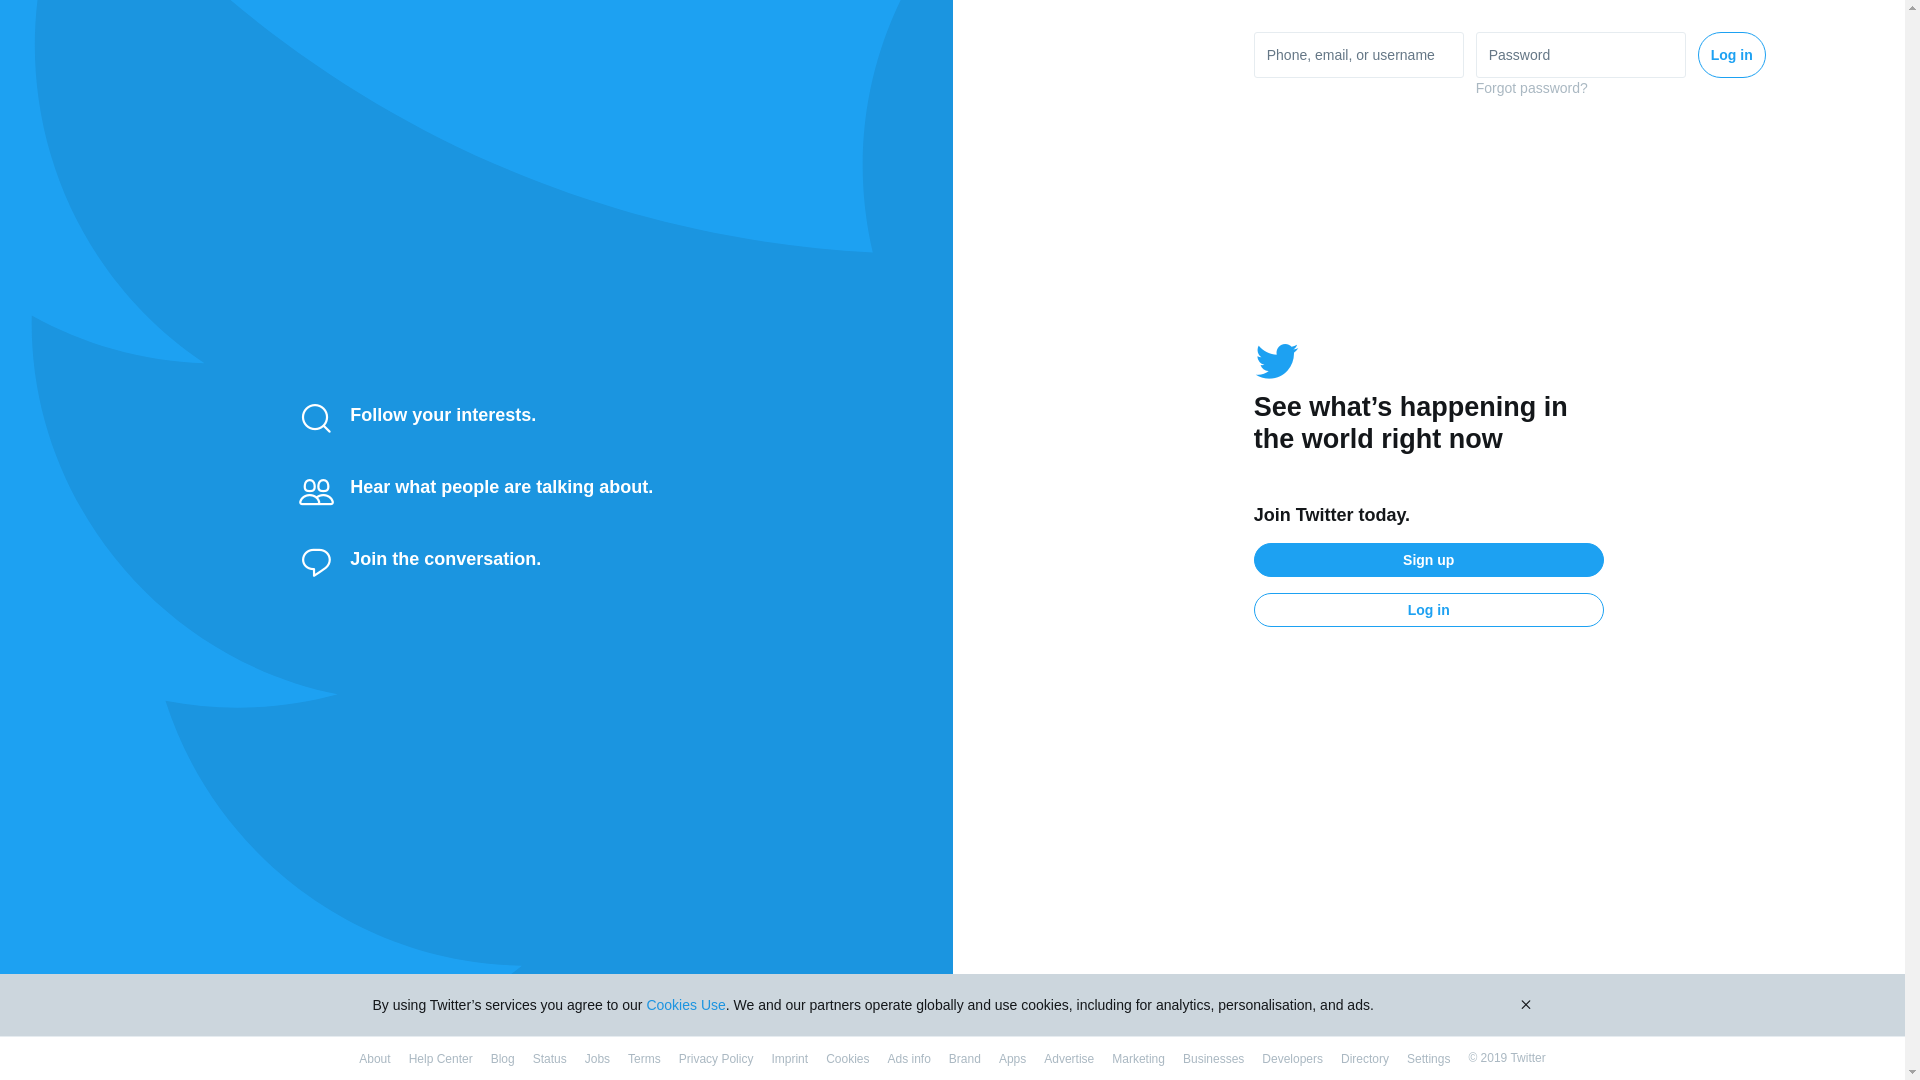 Phone, email, or username
Password
Log in
Forgot password?
Follow your interests.
Hear what people are talking about.
Join the conversation.
See what’s happening in
the world right now
Join Twitter today.
Sign up
Log in
By using Twitter’s services you agree to our Cookies Use. We and our partners operate globally and use cookies, including for analytics, personalisation, and ads.
About Help Center Blog Status Jobs Terms Privacy Policy Imprint Cookies Ads info Brand Apps Advertise Marketing Businesses Developers Directory Settings © 2019 Twitter